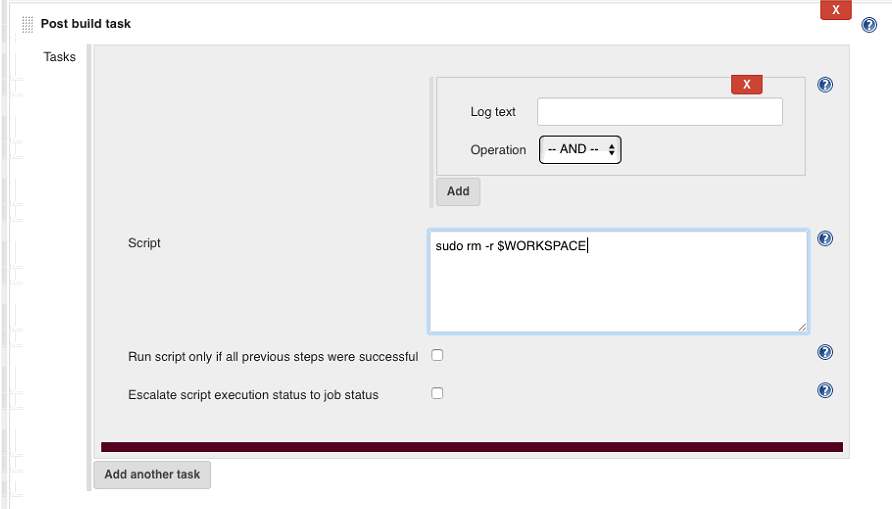 X
Post build task
?
Tasks
X
?
Log text
Operation -- AND --
Add
Script
sudo rm -r $WORKSPACE
?
Run script only if all previous steps were successful
?
Escalate script execution status to job status
?
Add another task